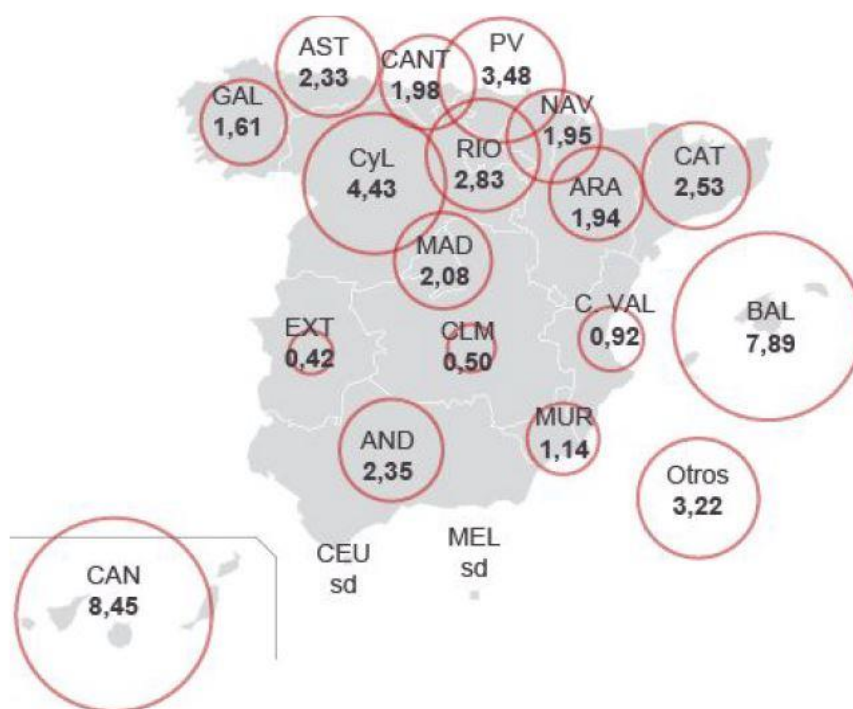 AST
2,33
CANT
1,98
PV
3,48
GAL
1,61
NAV
1,95
CyL
4,43
RIO
2,83
ARA
1,94
CAT
2,53
MAD
2,08
BAL
7,89
EXT
0,42
CLM
0,50
C. VAL
0,92
AND
2,35
MUR
1,14
Otros
3,22
CEU
sd
MEL
sd
CAN
8,45